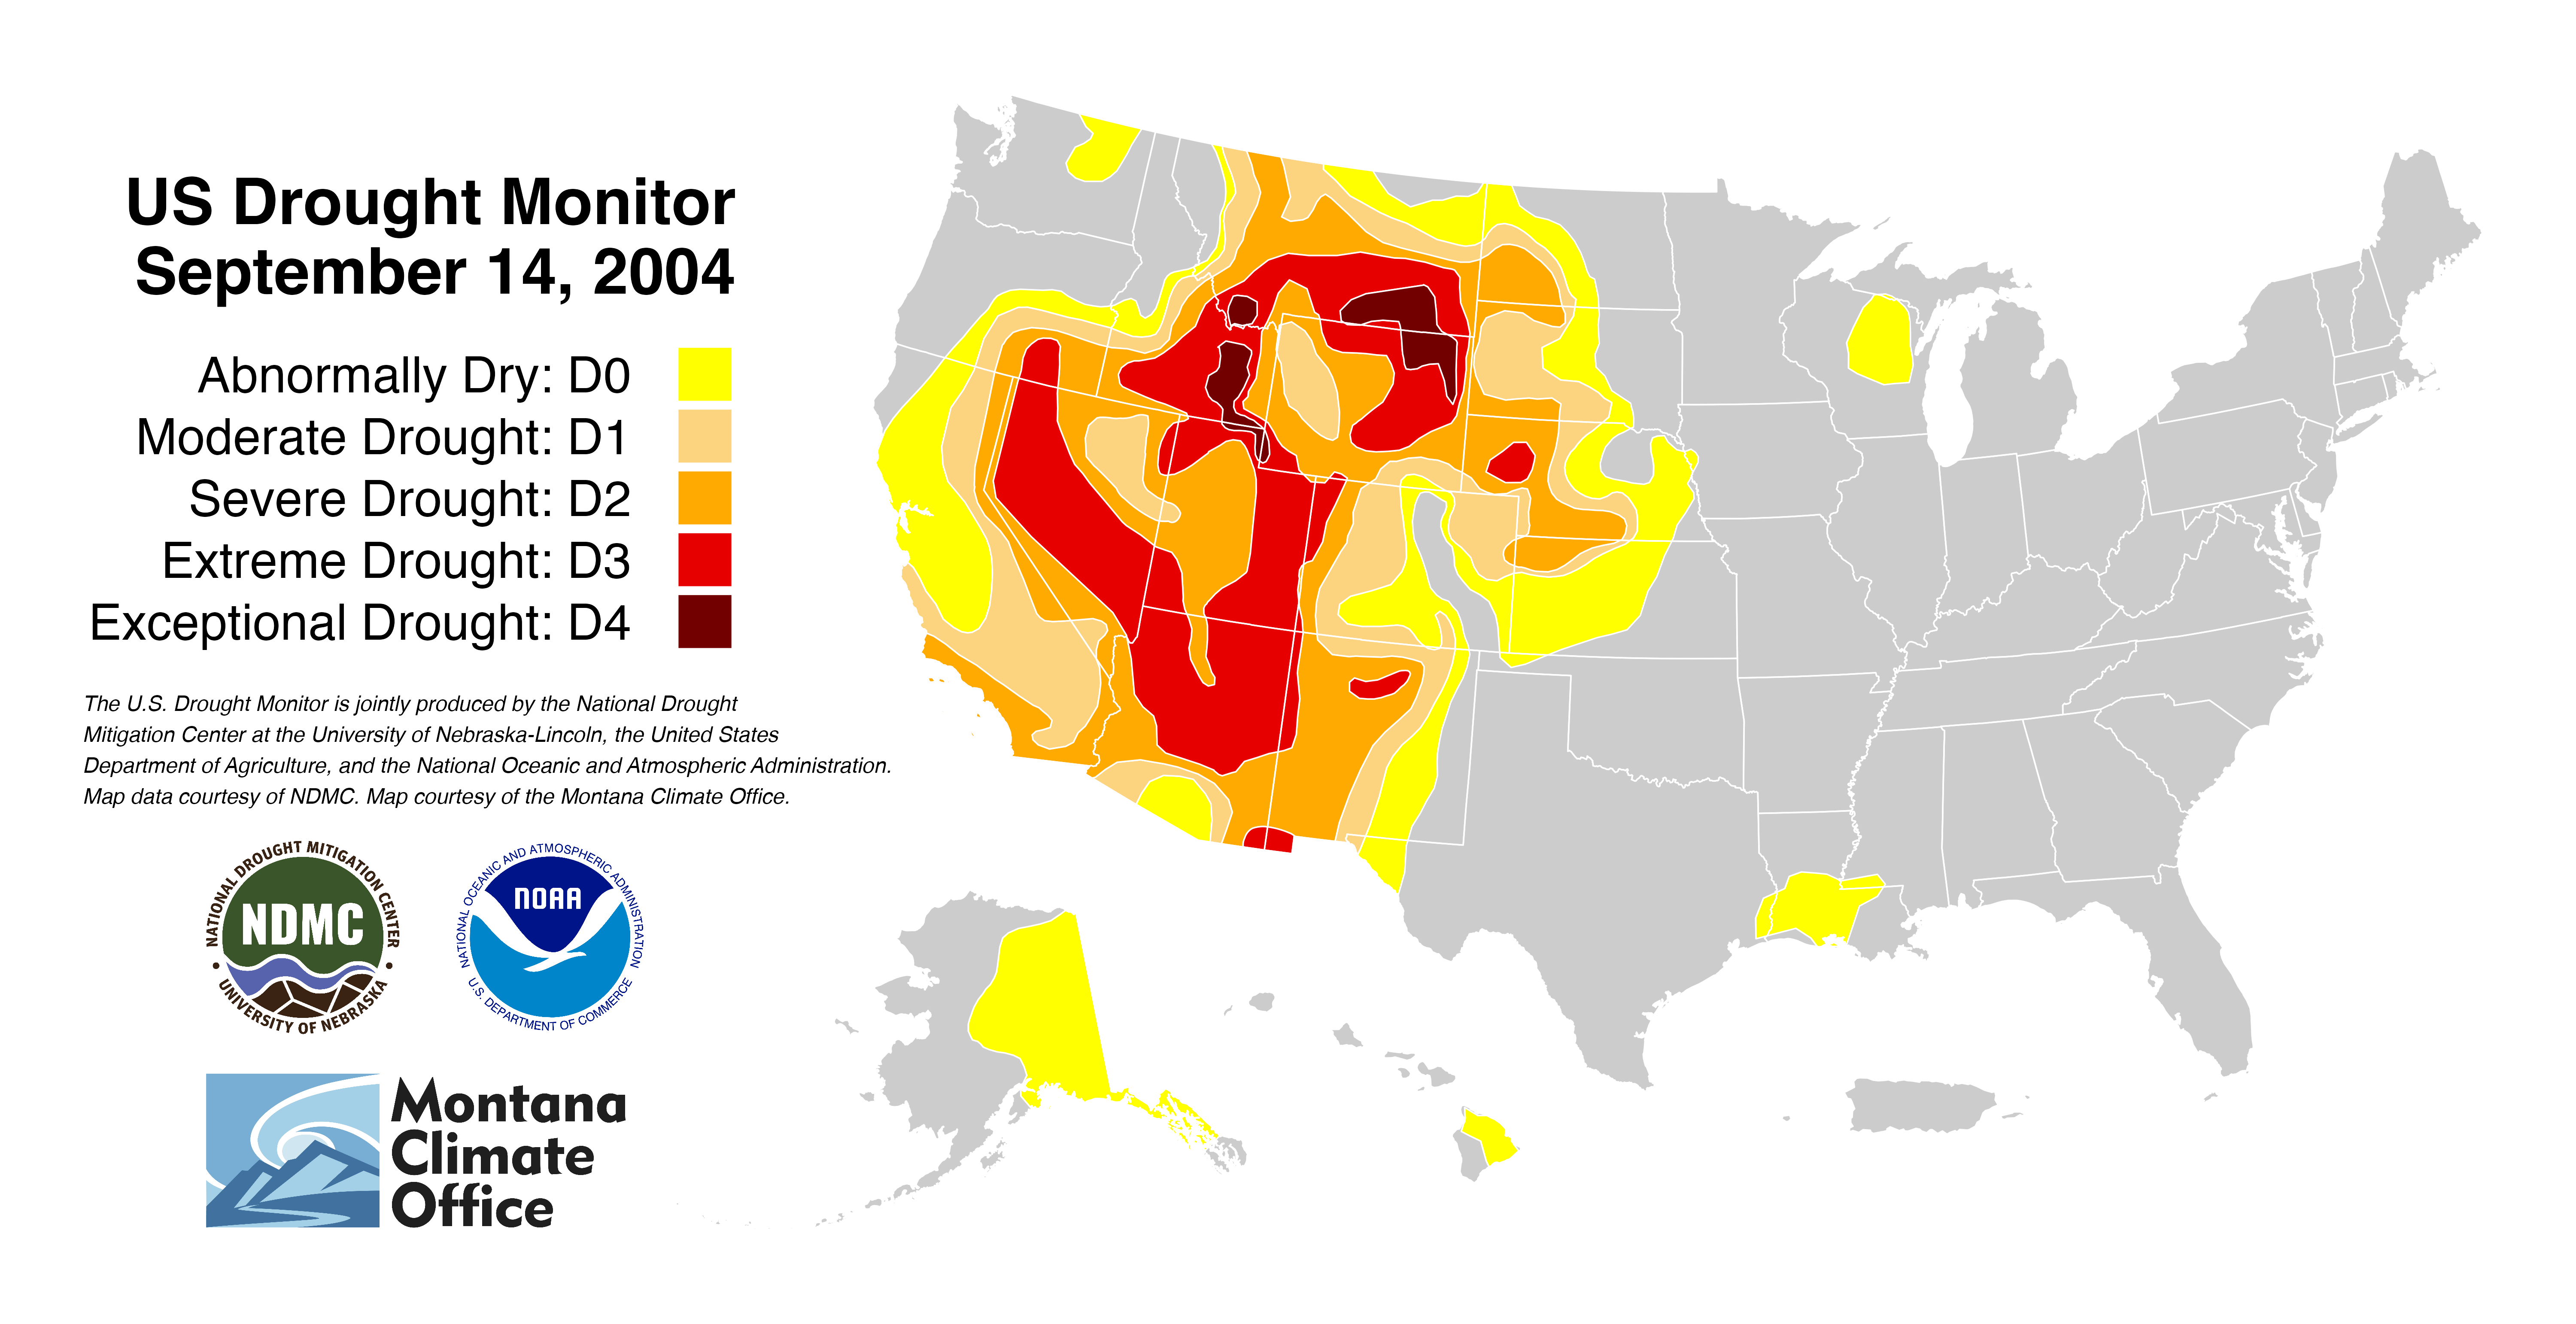 US Drought Monitor
September 14, 2004
Abnormally Dry: D0
Moderate Drought: D1
Severe Drought: D2
Extreme Drought: D3
Exceptional Drought: D4
The U.S. Drought Monitor is jointly produced by the National Drought
Mitigation Center at the University of Nebraska-Lincoln, the United States
Department of Agriculture, and the National Oceanic and Atmospheric Administration.
Map data courtesy of NDMC. Map courtesy of the Montana Climate Office.
NATIONAL DROUGHT MITIGATION CENTER
NDMC
• UNIVERSITY OF NEBRASKA •
NATIONAL OCEANIC AND ATMOSPHERIC ADMINISTRATION
NOAA
U.S. DEPARTMENT OF COMMERCE
Montana
Climate
Office